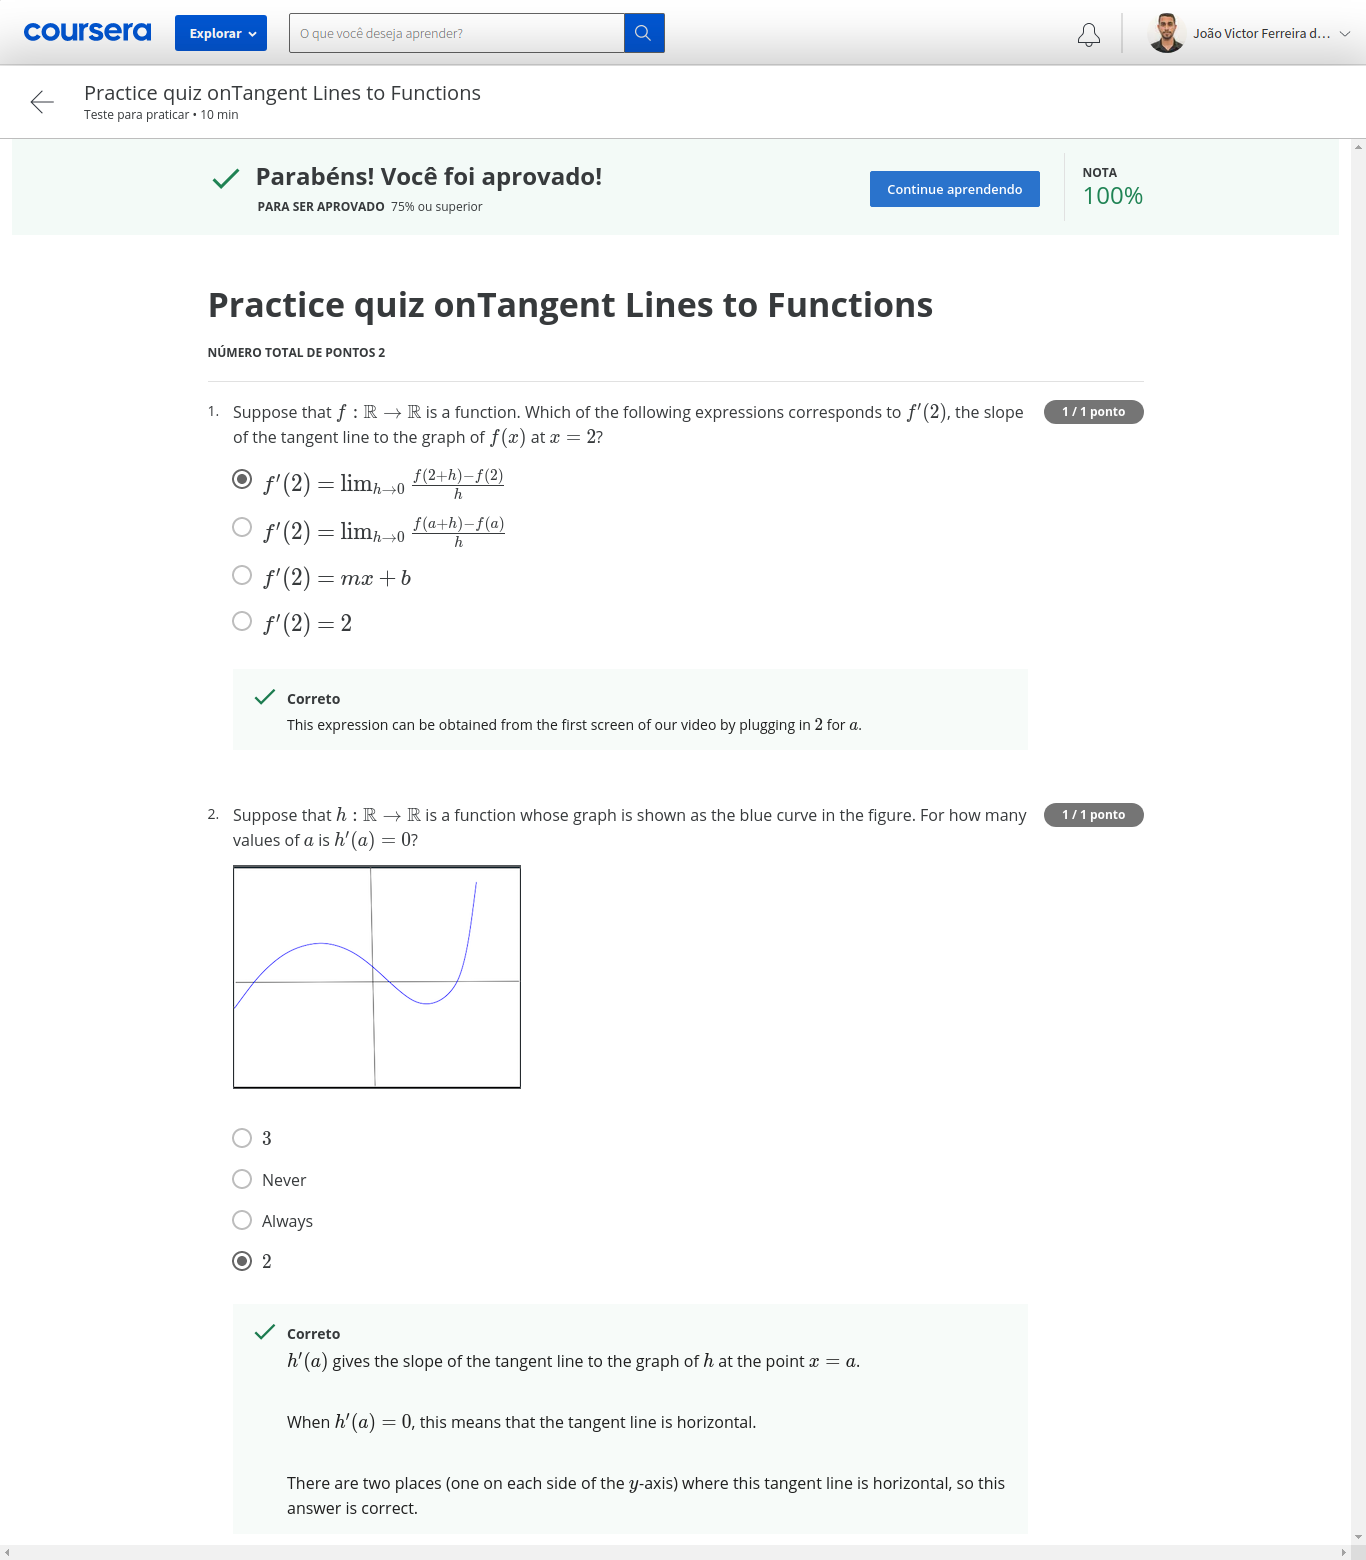 coursera
Explorar
O que você deseja aprender?
João Victor Ferreira d...
Practice quiz onTangent Lines to Functions
Teste para praticar • 10 min
Parabéns! Você foi aprovado!
PARA SER APROVADO 75% ou superior
Continue aprendendo
NOTA
100%
Practice quiz onTangent Lines to Functions
NÚMERO TOTAL DE PONTOS 2
1. Suppose that f : ℝ → ℝ is a function. Which of the following expressions corresponds to f′(2), the slope
of the tangent line to the graph of f(x) at x = 2?
1 / 1 ponto
f′(2) = lim_{h→0} \frac{f(2+h)−f(2)}{h}
f′(2) = lim_{h→0} \frac{f(a+h)−f(a)}{h}
f′(2) = mx + b
f′(2) = 2
Correto
This expression can be obtained from the first screen of our video by plugging in 2 for a.
2. Suppose that h : ℝ → ℝ is a function whose graph is shown as the blue curve in the figure. For how many
values of a is h′(a) = 0?
1 / 1 ponto
3
Never
Always
2
Correto
h′(a) gives the slope of the tangent line to the graph of h at the point x = a.
When h′(a) = 0, this means that the tangent line is horizontal.
There are two places (one on each side of the y-axis) where this tangent line is horizontal, so this
answer is correct.